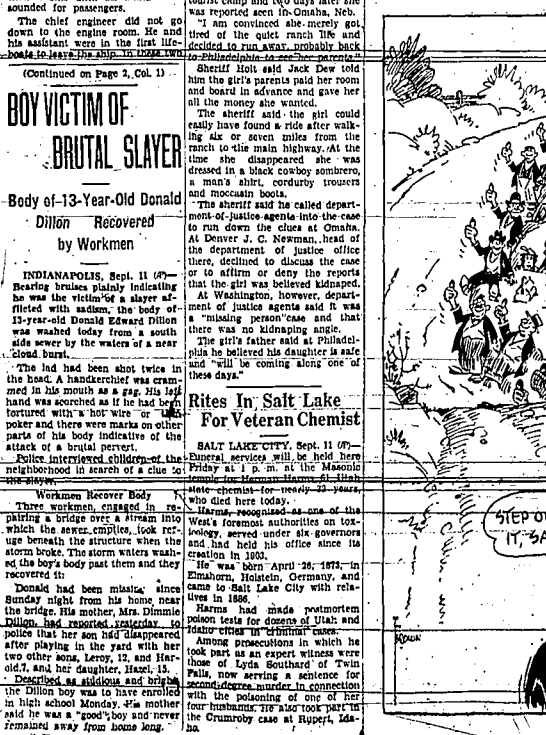 sounded for passengers.
The chief engineer did not go
down to the engine room. He and
his assistant were in the first life-
boats to leave the ship. In these two
(Continued on Page 2, Col. 1)
BOY VICTIM OF
BRUTAL SLAYER
Body of 13-Year-Old Donald
Dillon Recovered
by Workmen
INDIANAPOLIS, Sept. 11 (AP)—
Bearing bruises plainly indicating
he was the victim of a slayer af-
flicted with sadism, the body of
13-year-old Donald Edward Dillon
was washed today from a south
side sewer by the waters of a near
cloud burst.
The lad had been shot twice in
the head. A handkerchief was cram-
med in his mouth as a gag. His left
hand was scorched as if he had been
tortured with a hot wire or
poker and there were marks on other
parts of his body indicative of the
attack of a brutal pervert.
Police interviewed children of the
neighborhood in search of a clue to
the slayer.
Workmen Recover Body
Three workmen, engaged in re-
pairing a bridge over a stream into
which the sewer empties, took ref-
uge beneath the structure when the
storm broke. The storm waters wash-
ed the boy's body past them and they
recovered it.
Donald had been missing since
Sunday night from his home near
the bridge. His mother, Mrs. Dimmie
Dillon, had reported yesterday to
police that her son had disappeared
after playing in the yard with her
two other sons, Leroy, 12, and Har-
old, 7, and her daughter, Hazel, 15.
Described as studious and bright
the Dillon boy was to have enrolled
in high school Monday. His mother
said he was a "good" boy and never
remained away from home long.
tourist camp and two days later she
was reported seen in Omaha, Neb.
"I am convinced she merely got
tired of the quiet ranch life and
decided to run away, probably back
to Philadelphia to see her parents."
Sheriff Holt said Jack Dew told
him the girl's parents paid her room
and board in advance and gave her
all the money she wanted.
The sheriff said the girl could
easily have found a ride after walk-
ing six or seven miles from the
ranch to the main highway. At the
time she disappeared she was
dressed in a black cowboy sombrero,
a man's shirt, corduroy trousers
and moccasin boots.
The sheriff said he called depart-
ment of justice agents into the case
to run down the clues at Omaha.
At Denver J. C. Newman, head of
the department of justice office
there, declined to discuss the case
or to affirm or deny the reports
that the girl was believed kidnaped.
At Washington, however, depart-
ment of justice agents said it was
a "missing person" case and that
there was no kidnaping angle.
The girl's father said at Philadel-
phia he believed his daughter is safe
and "will be coming along one of
these days."
Rites In Salt Lake
For Veteran Chemist
SALT LAKE CITY, Sept. 11 (AP)—
Funeral services will be held here
Friday at 1 p. m. at the Masonic
temple for Herman Harms, 61, Utah
state chemist for nearly years,
who died here today.
Harms, recognized as one of the
West's foremost authorities on tox-
icology, served under six governors
and had held his office since its
creation in 1903.
He was born April 26, 1873, in
Elmshorn, Holstein, Germany, and
came to Salt Lake City with rela-
tives in 1886.
Harms had made postmortem
poison tests for dozens of Utah and
Idaho cities in criminal cases.
Among prosecutions in which he
took part as an expert witness were
those of Lyda Southard of Twin
Falls, now serving a sentence for
second-degree murder in connection
with the poisoning of one of her
four husbands. He also took part in
the Crumroby case at Rupert, Ida-
ho.
STEP
IT,